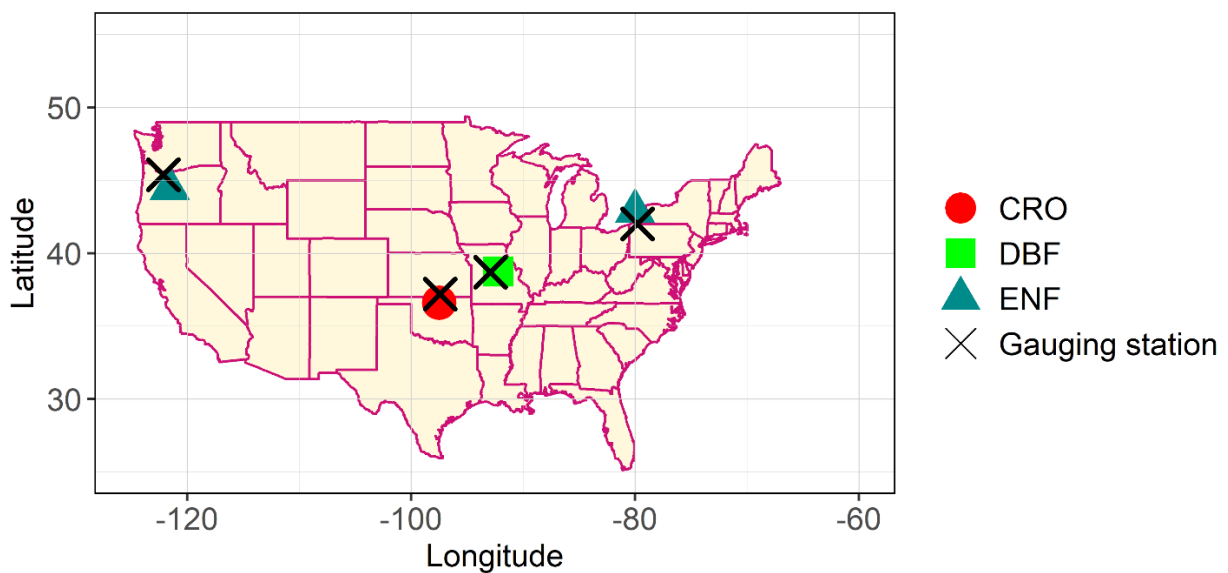 50
40
30
Latitude
-120
-100
-80
-60
Longitude
CRO
DBF
ENF
Gauging station